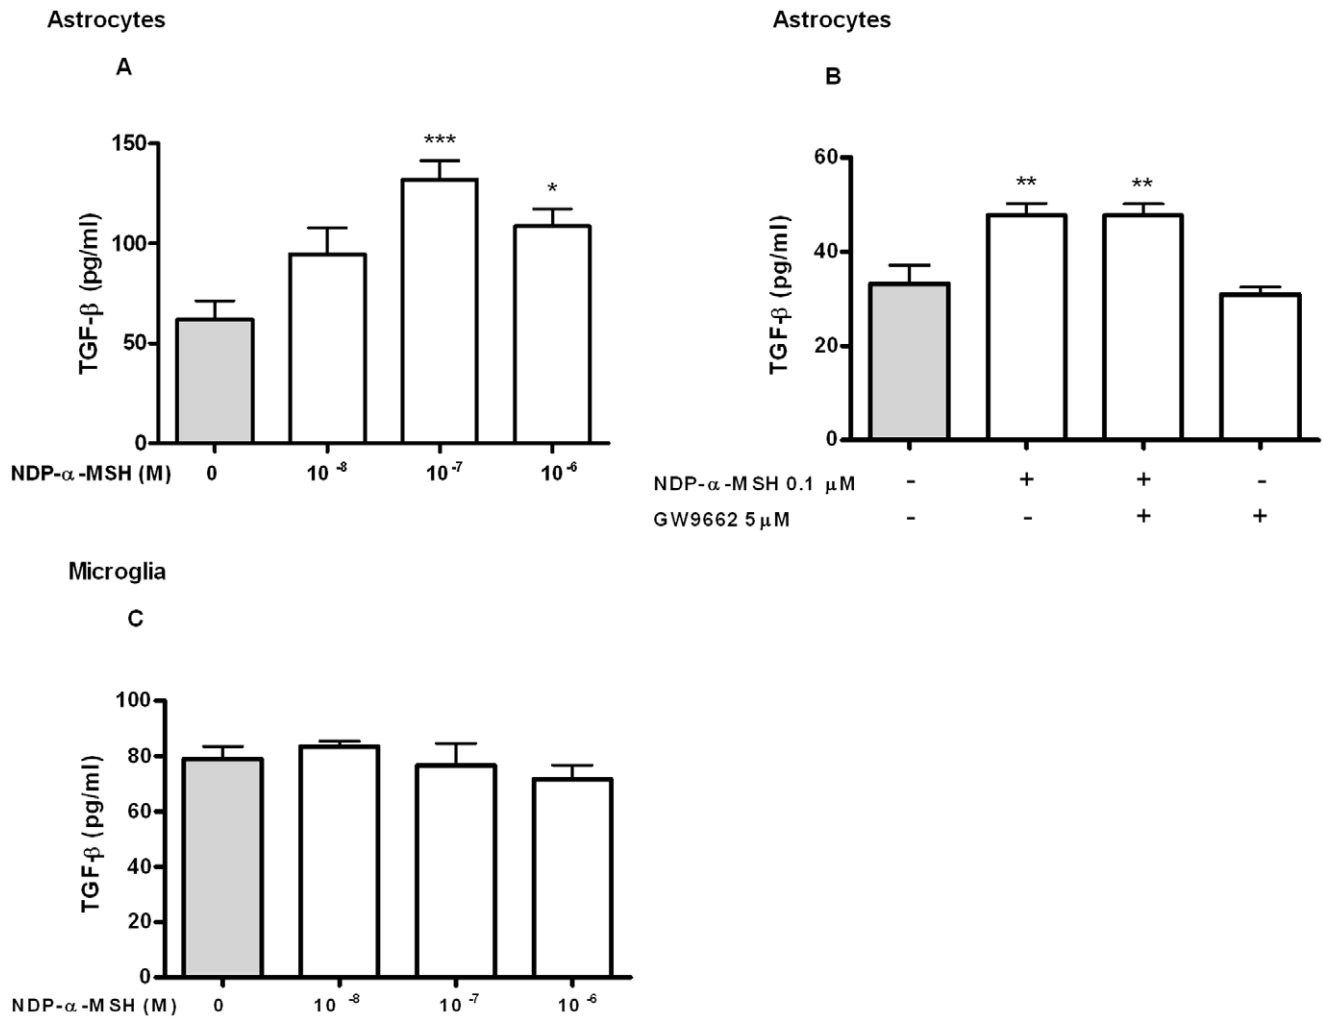 Astrocytes
A
150
100
50
0
TGF-β (pg/ml)
***
*
NDP-α-MSH (M) 0 10⁻⁸ 10⁻⁷ 10⁻⁶
Astrocytes
B
60
40
20
0
TGF-β (pg/ml)
** **
NDP-α-MSH 0.1 μM - + + -
GW9662 5μM - - + +
Microglia
C
100
80
60
40
20
0
TGF-β (pg/ml)
NDP-α-MSH (M) 0 10⁻⁸ 10⁻⁷ 10⁻⁶